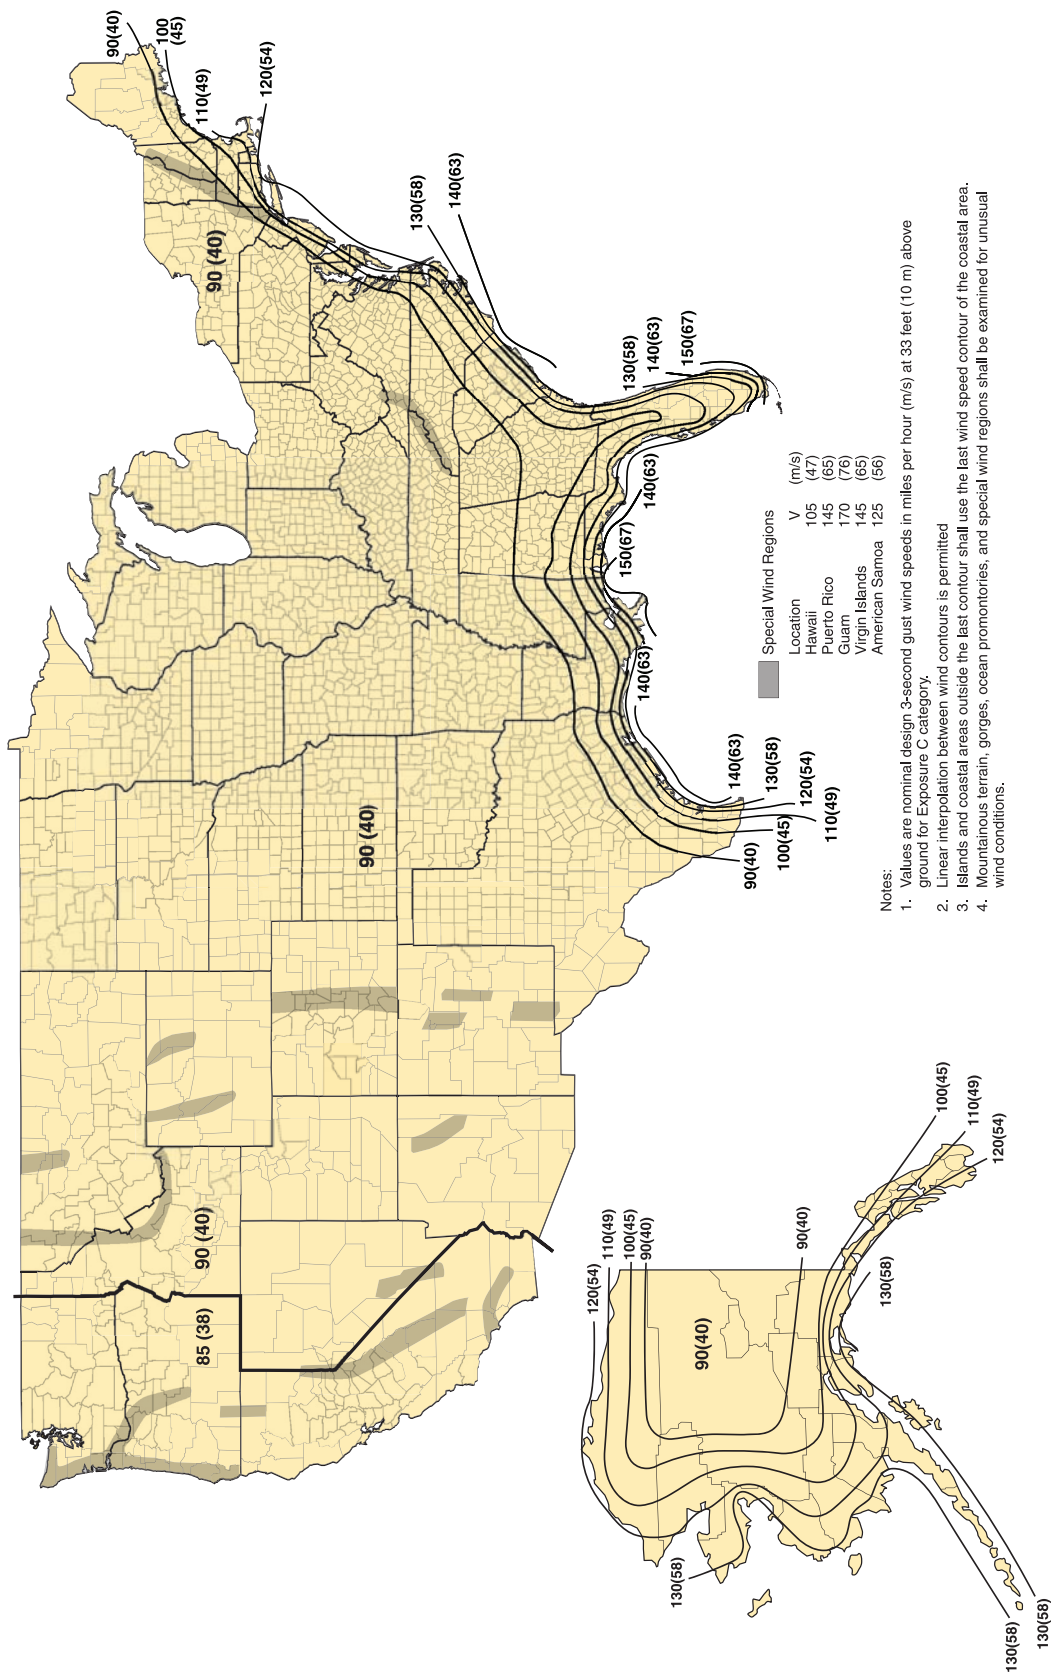 90(40)
100
(45)
110(49)
120(54)
90 (40)
130(58)
140(63)
130(58)
140(63)
150(67)
140(63)
150(67)
140(63)
90 (40)
140(63)
130(58)
120(54)
110(49)
100(45)
90(40)
90 (40)
85 (38)
Special Wind Regions
Location V (m/s)
Hawaii 105 (47)
Puerto Rico 145 (65)
Guam 170 (76)
Virgin Islands 145 (65)
American Samoa 125 (56)
120(54)
110(49)
100(45)
90(40)
90(40)
90(40)
100(45)
110(49)
120(54)
130(58)
130(58)
130(58)
130(58)
Notes:
1. Values are nominal design 3-second gust wind speeds in miles per hour (m/s) at 33 feet (10 m) above
ground for Exposure C category.
2. Linear interpolation between wind contours is permitted
3. Islands and coastal areas outside the last contour shall use the last wind speed contour of the coastal area.
4. Mountainous terrain, gorges, ocean promontories, and special wind regions shall be examined for unusual
wind conditions.